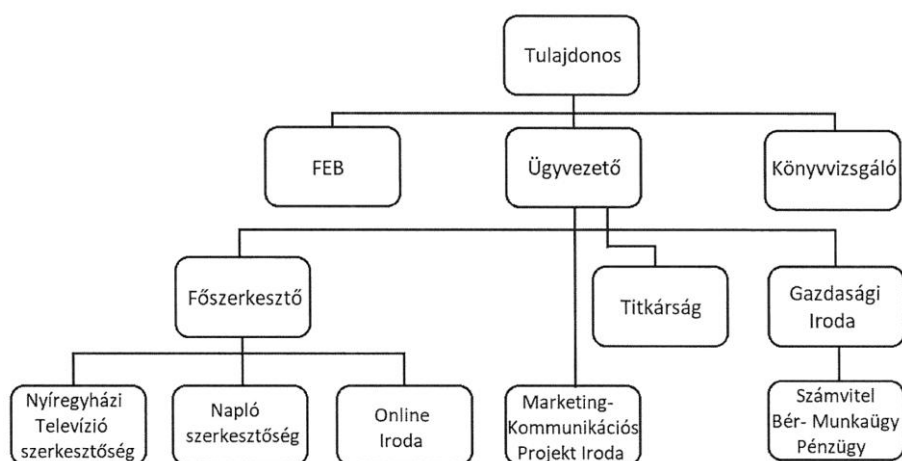 Tulajdonos
FEB
Ügyvezető
Könyvvizsgáló
Főszerkesztő
Titkárság
Gazdasági
Iroda
Nyíregyházi
Televízió
szerkesztőség
Napló
szerkesztőség
Online
Iroda
Marketing-
Kommunikációs
Projekt Iroda
Számvitel
Bér- Munkaügy
Pénzügy